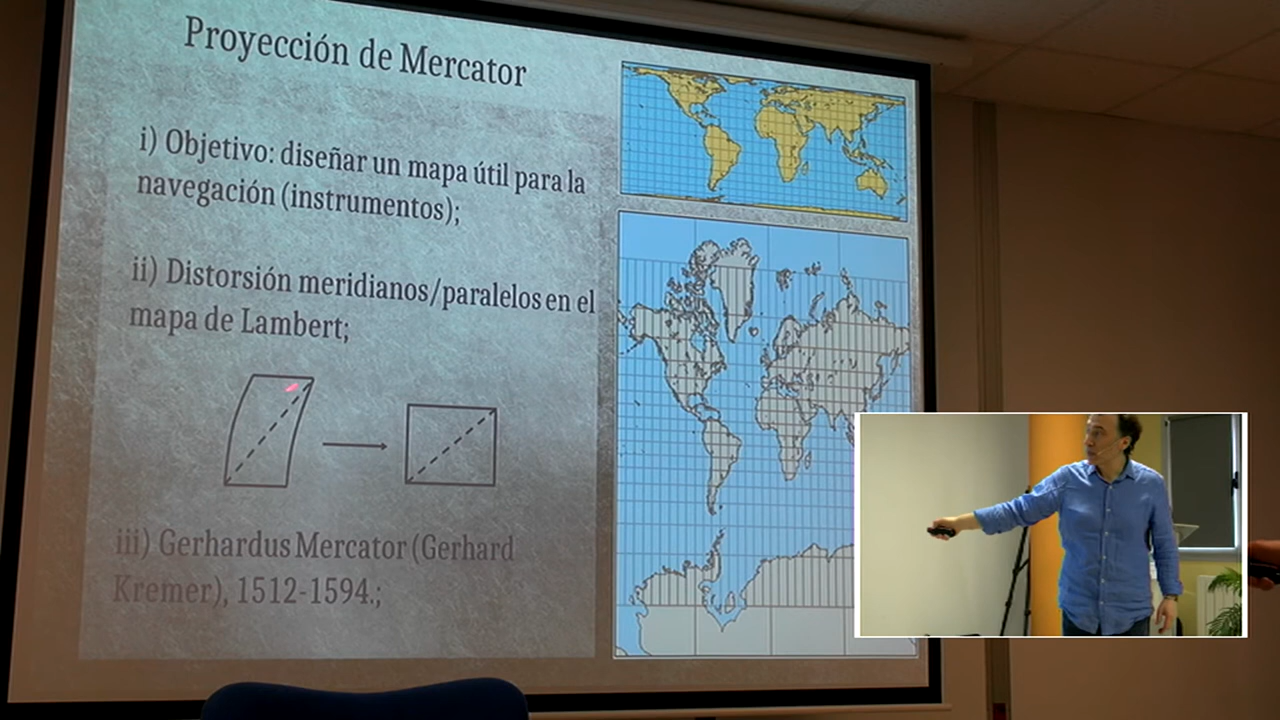 Proyección de Mercator
i) Objetivo: diseñar un mapa útil para la
navegación (instrumentos);
ii) Distorsión meridianos/paralelos en el
mapa de Lambert;
iii) Gerhardus Mercator (Gerhard
Kremer), 1512-1594.;